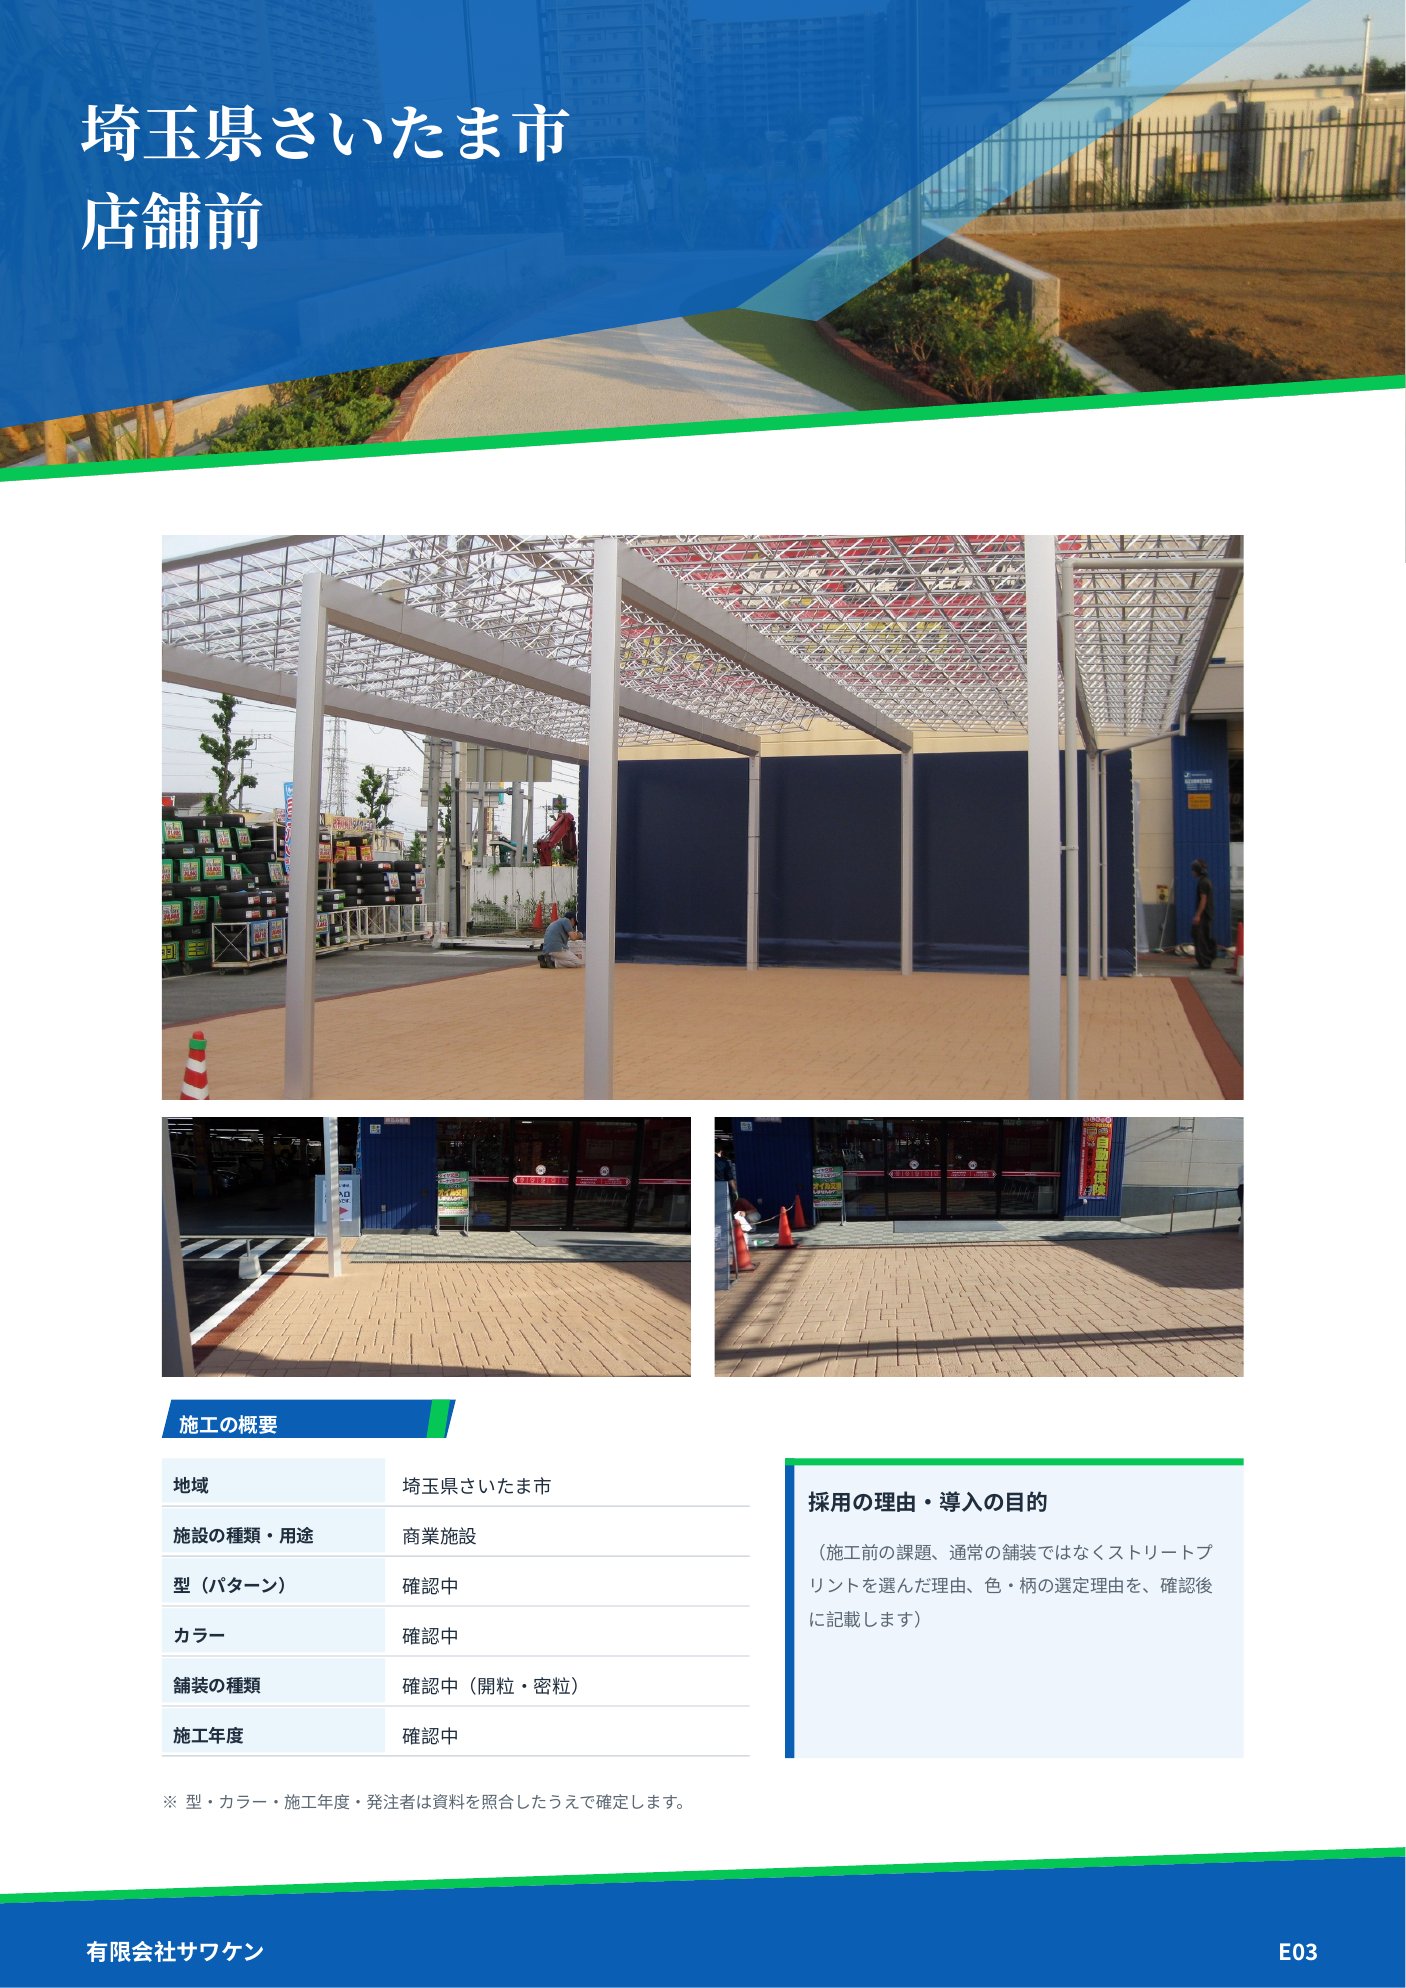 埼玉県さいたま市
店舗前
自動車保険
施工の概要
地域
埼玉県さいたま市
施設の種類・用途
商業施設
型（パターン）
確認中
カラー
確認中
舗装の種類
確認中（開粒・密粒）
施工年度
確認中
採用の理由・導入の目的
（施工前の課題、通常の舗装ではなくストリートプ
リントを選んだ理由、色・柄の選定理由を、確認後
に記載します）
※ 型・カラー・施工年度・発注者は資料を照合したうえで確定します。
有限会社サワケン
E03